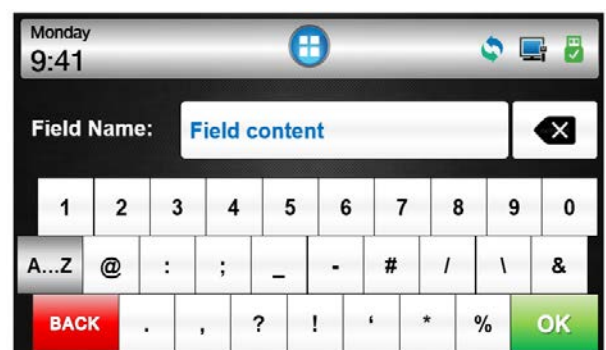 Monday
9:41
Field Name: Field content
1 2 3 4 5 6 7 8 9 0
A...Z @ : ; _ - # / \ &
BACK . , ? ! ‘ * % OK